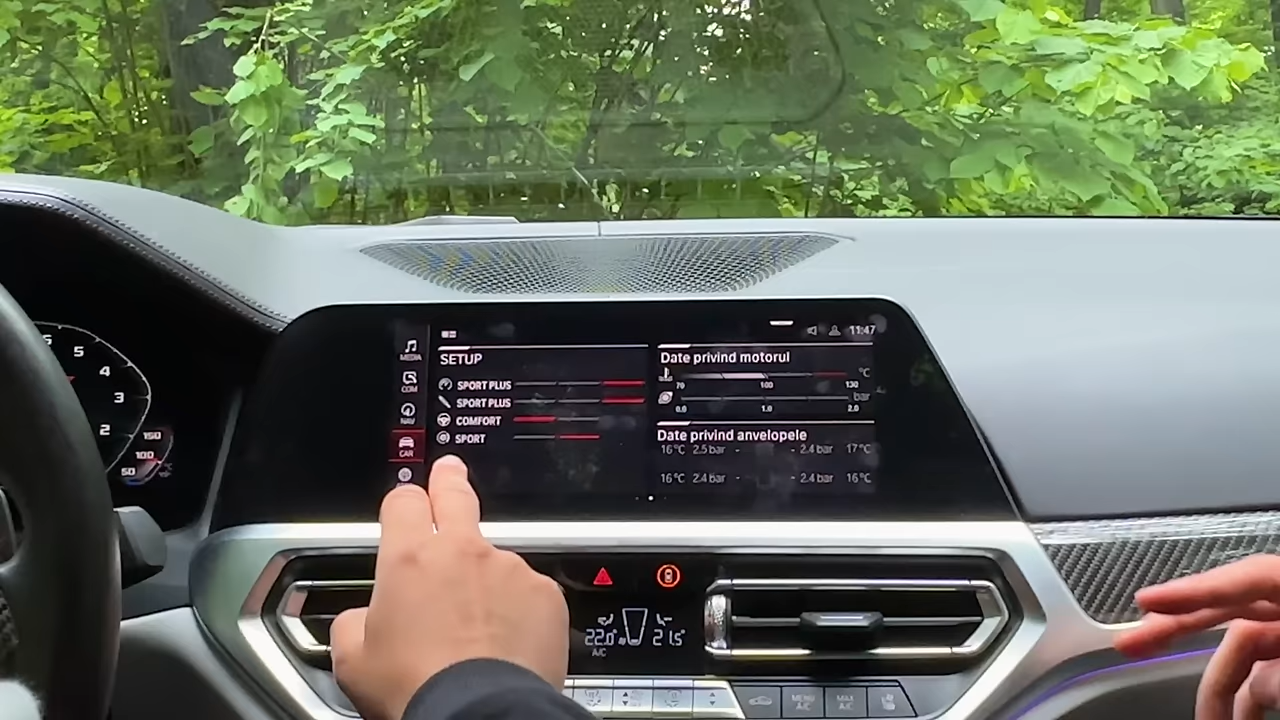 11:47
MEDIA
COM
NAV
CAR
SETUP
SPORT PLUS
SPORT PLUS
COMFORT
SPORT
Date privind motorul
°C
70 100 130
bar
0.0 1.0 2.0
Date privind anvelopele
16°C 2.5 bar - - 2.4 bar 17°C
16°C 2.4 bar - - 2.4 bar 16°C
5
4
3
2
150
100
50
22.0° 21.5°
A/C
MENU A/C
MAX A/C